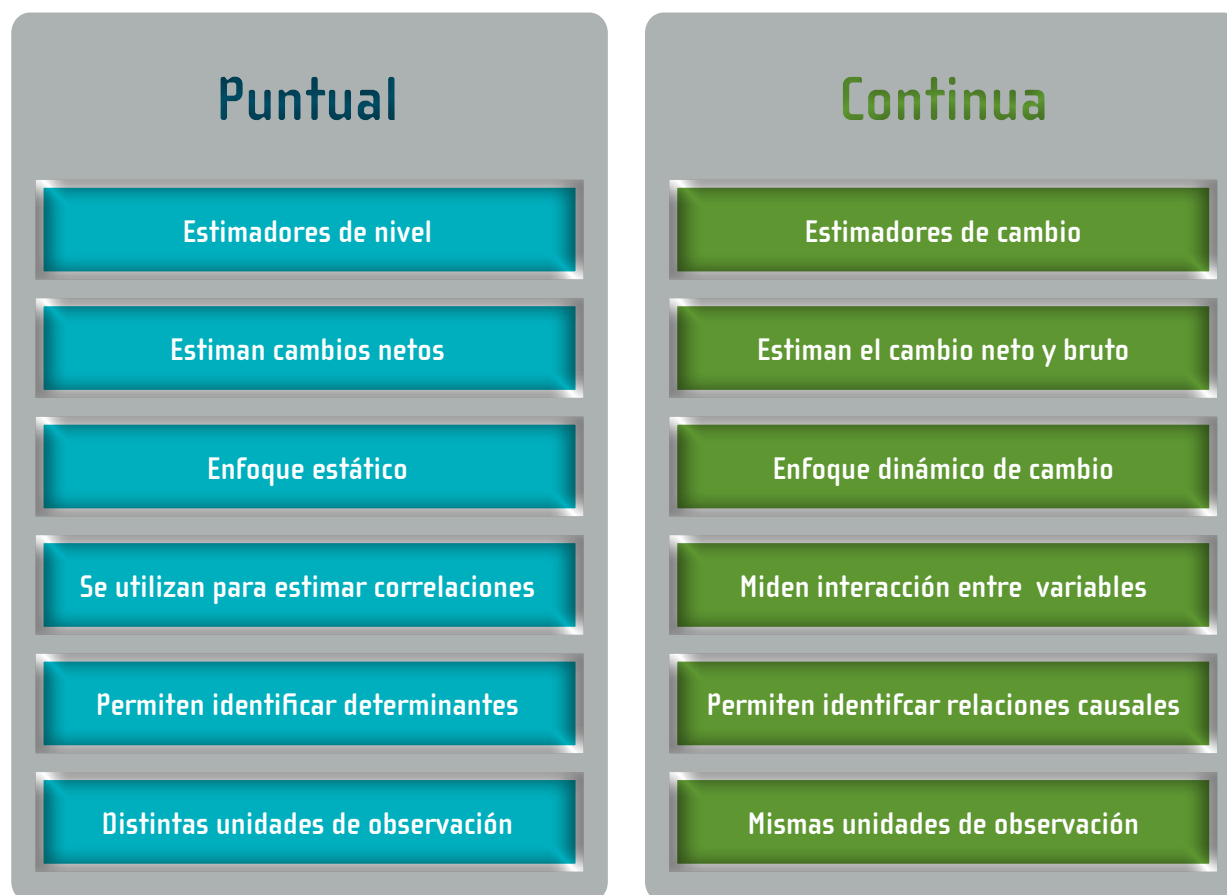 Puntual
Estimadores de nivel
Estiman cambios netos
Enfoque estático
Se utilizan para estimar correlaciones
Permiten identificar determinantes
Distintas unidades de observación
Continua
Estimadores de cambio
Estiman el cambio neto y bruto
Enfoque dinámico de cambio
Miden interacción entre variables
Permiten identifcar relaciones causales
Mismas unidades de observación